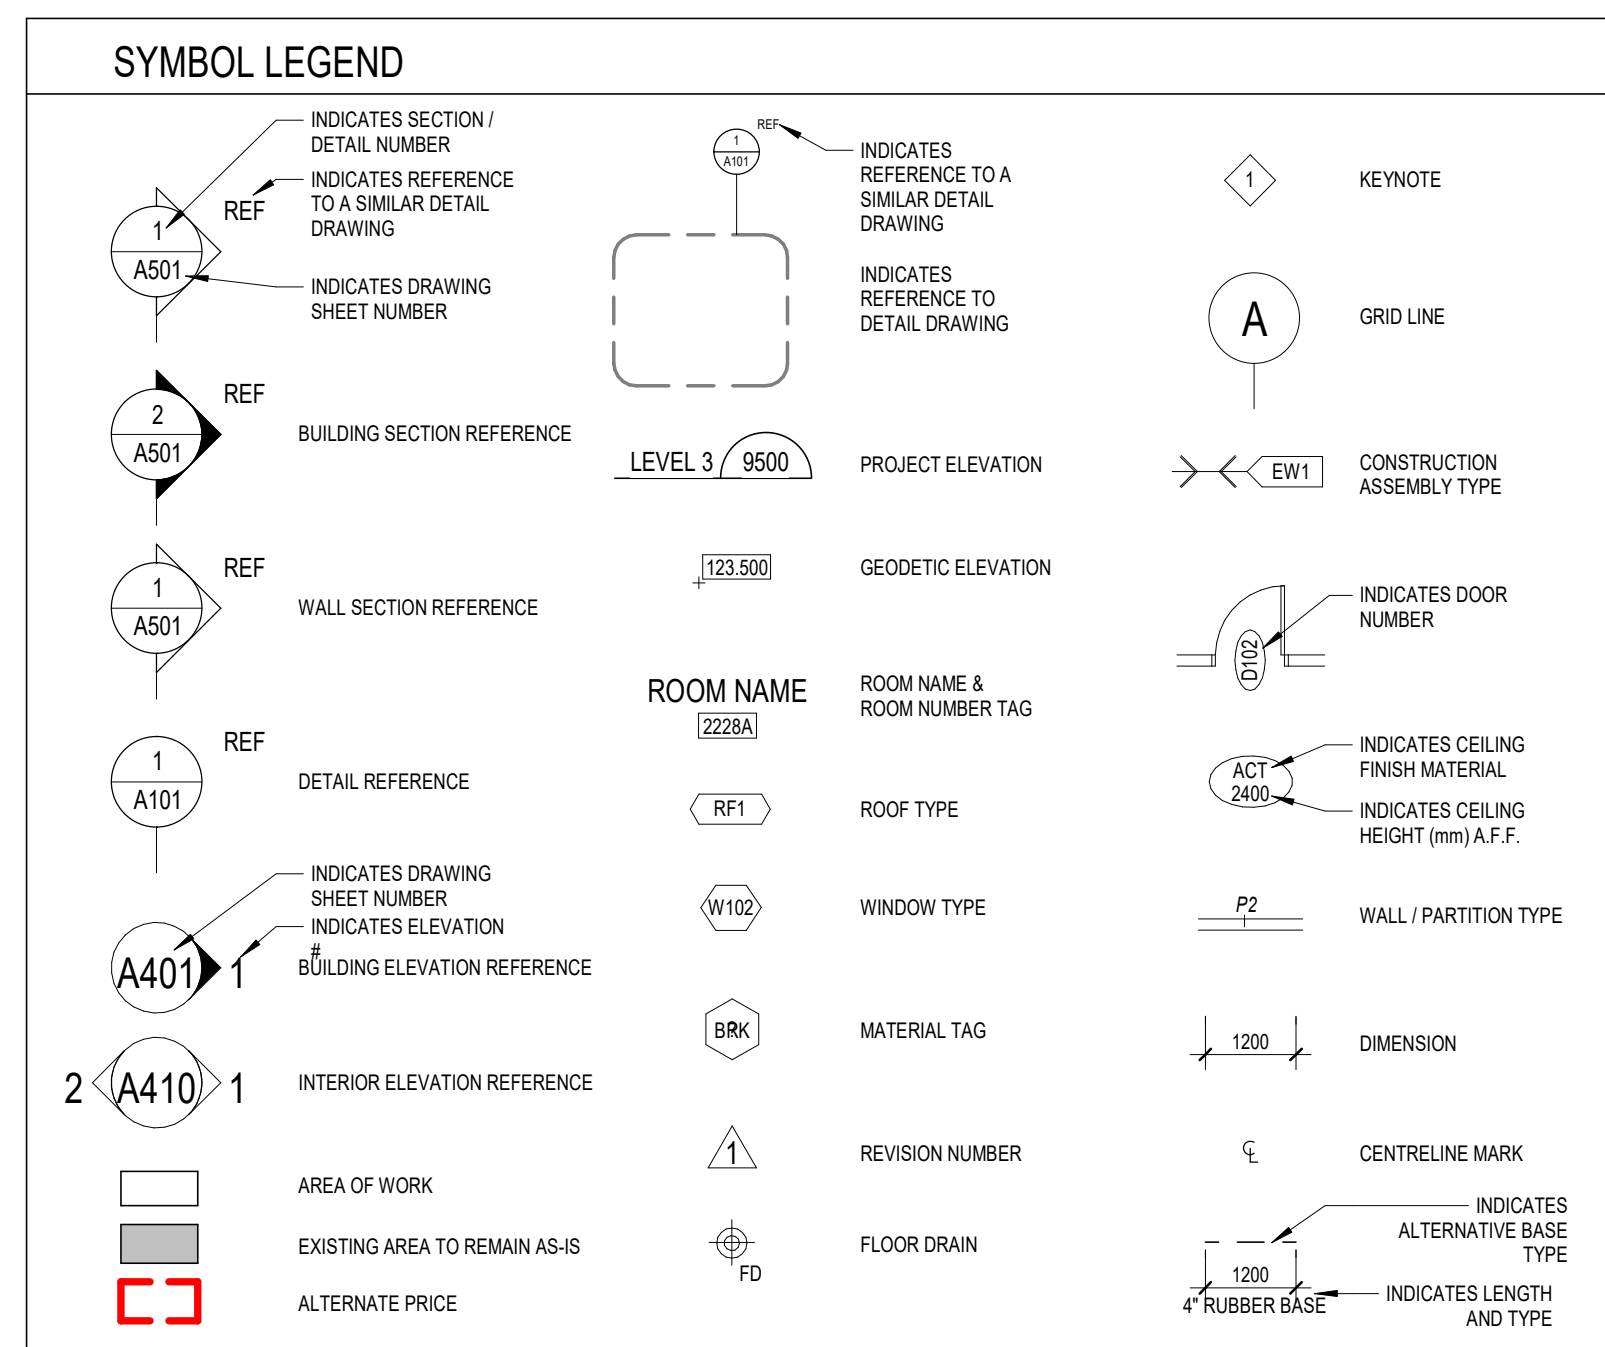 SYMBOL LEGEND
INDICATES SECTION /
DETAIL NUMBER
INDICATES REFERENCE
TO A SIMILAR DETAIL
DRAWING
REF
1
A501
INDICATES DRAWING
SHEET NUMBER
REF
2
A501
BUILDING SECTION REFERENCE
REF
1
A501
WALL SECTION REFERENCE
REF
1
A101
DETAIL REFERENCE
INDICATES DRAWING
SHEET NUMBER
INDICATES ELEVATION
#
A401
1
BUILDING ELEVATION REFERENCE
2
A410
1
INTERIOR ELEVATION REFERENCE
AREA OF WORK
EXISTING AREA TO REMAIN AS-IS
ALTERNATE PRICE
REF
1
A101
INDICATES
REFERENCE TO A
SIMILAR DETAIL
DRAWING
INDICATES
REFERENCE TO
DETAIL DRAWING
LEVEL 3
9500
PROJECT ELEVATION
123.500
GEODETIC ELEVATION
ROOM NAME
2228A
ROOM NAME &
ROOM NUMBER TAG
RF1
ROOF TYPE
W102
WINDOW TYPE
BRK
?
MATERIAL TAG
1
REVISION NUMBER
FD
FLOOR DRAIN
1
KEYNOTE
A
GRID LINE
EW1
CONSTRUCTION
ASSEMBLY TYPE
D102
INDICATES DOOR
NUMBER
ACT
2400
INDICATES CEILING
FINISH MATERIAL
INDICATES CEILING
HEIGHT (mm) A.F.F.
P2
WALL / PARTITION TYPE
1200
DIMENSION
℄
CENTRELINE MARK
INDICATES
ALTERNATIVE BASE
TYPE
1200
4" RUBBER BASE
INDICATES LENGTH
AND TYPE